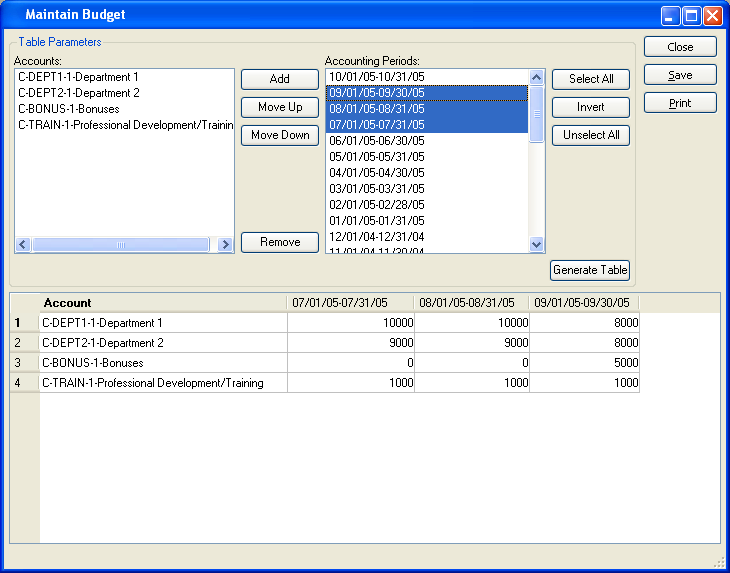 Maintain Budget
Table Parameters
Accounts:
C-DEPT1-1-Department 1
C-DEPT2-1-Department 2
C-BONUS-1-Bonuses
C-TRAIN-1-Professional Development/Trainin
Add
Move Up
Move Down
Remove
Accounting Periods:
10/01/05-10/31/05
09/01/05-09/30/05
08/01/05-08/31/05
07/01/05-07/31/05
06/01/05-06/30/05
05/01/05-05/31/05
04/01/05-04/30/05
03/01/05-03/31/05
02/01/05-02/28/05
01/01/05-01/31/05
12/01/04-12/31/04
11/01/04-11/30/04
Select All
Invert
Unselect All
Generate Table
Close
Save
Print
Account 07/01/05-07/31/05 08/01/05-08/31/05 09/01/05-09/30/05
1 C-DEPT1-1-Department 1 10000 10000 8000
2 C-DEPT2-1-Department 2 9000 9000 8000
3 C-BONUS-1-Bonuses 0 0 5000
4 C-TRAIN-1-Professional Development/Training 1000 1000 1000